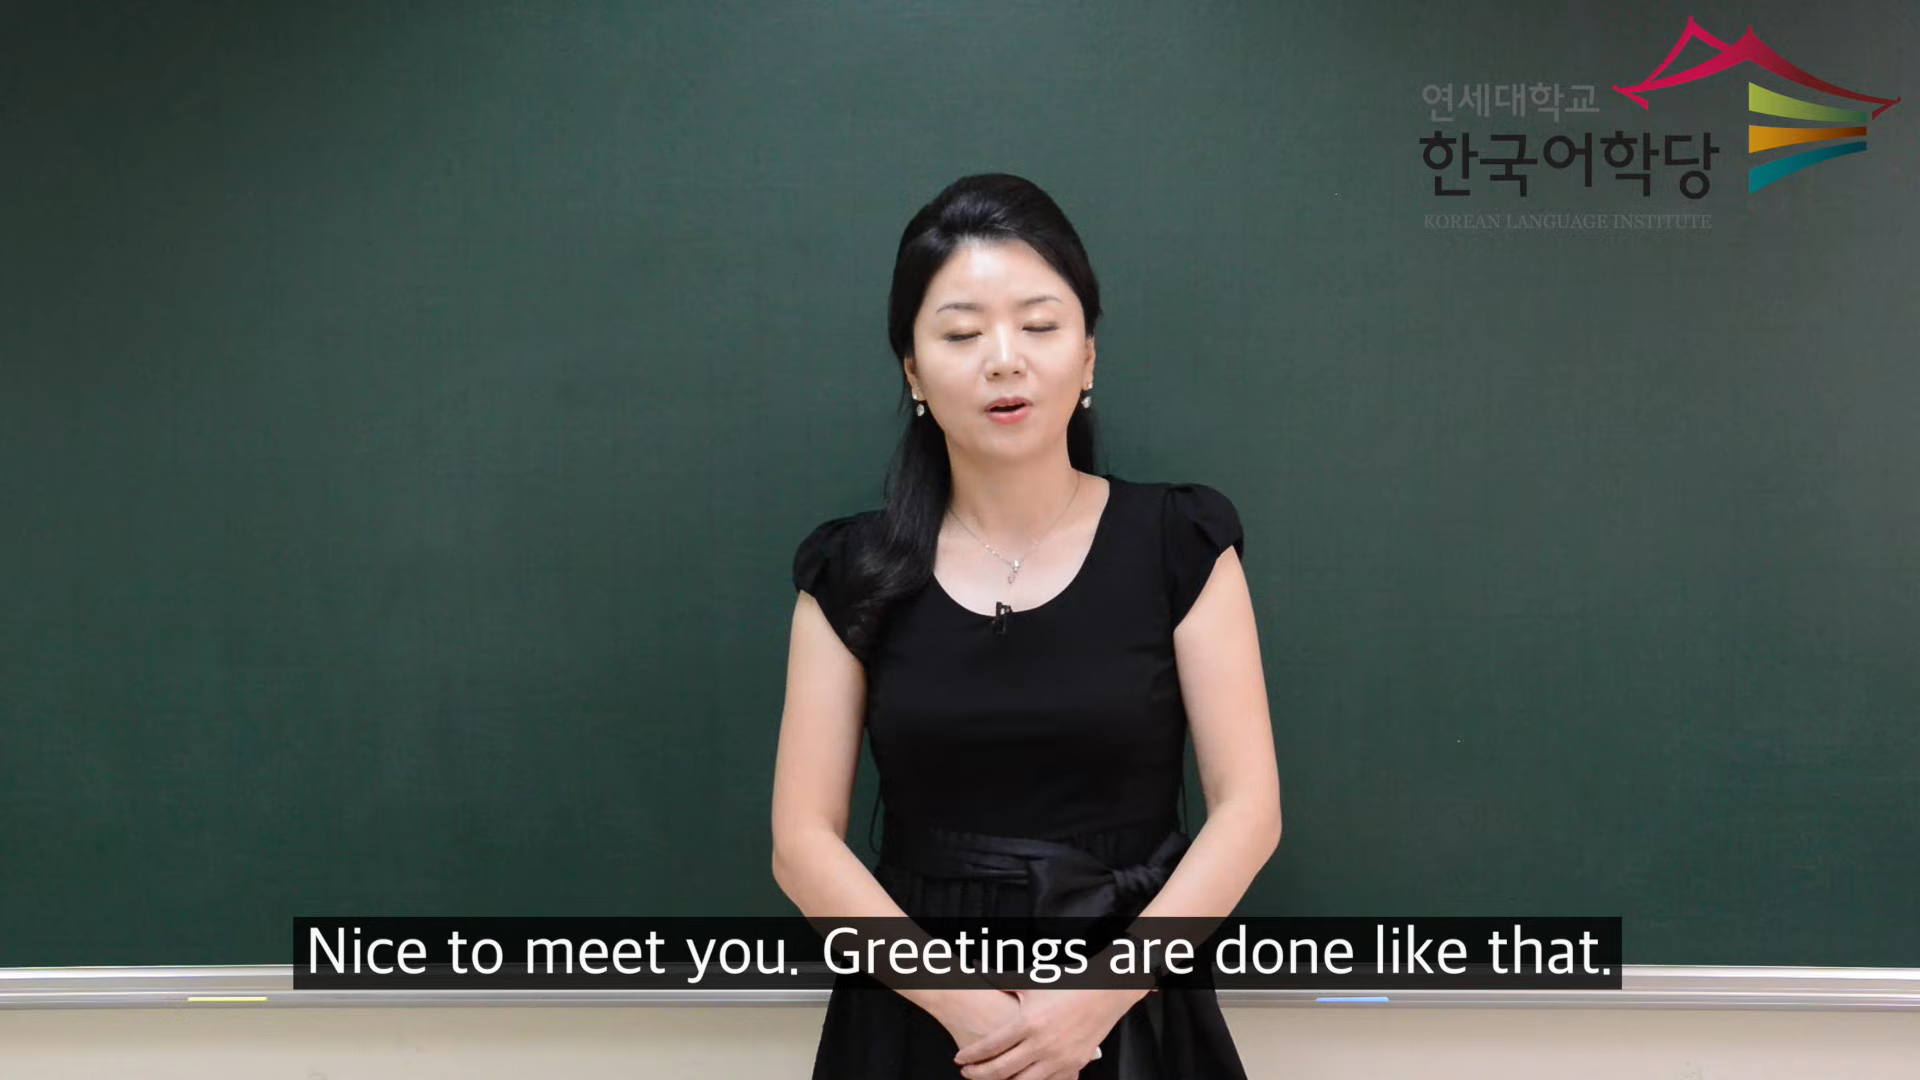 연세대학교
한국어학당
KOREAN LANGUAGE INSTITUTE
Nice to meet you. Greetings are done like that.